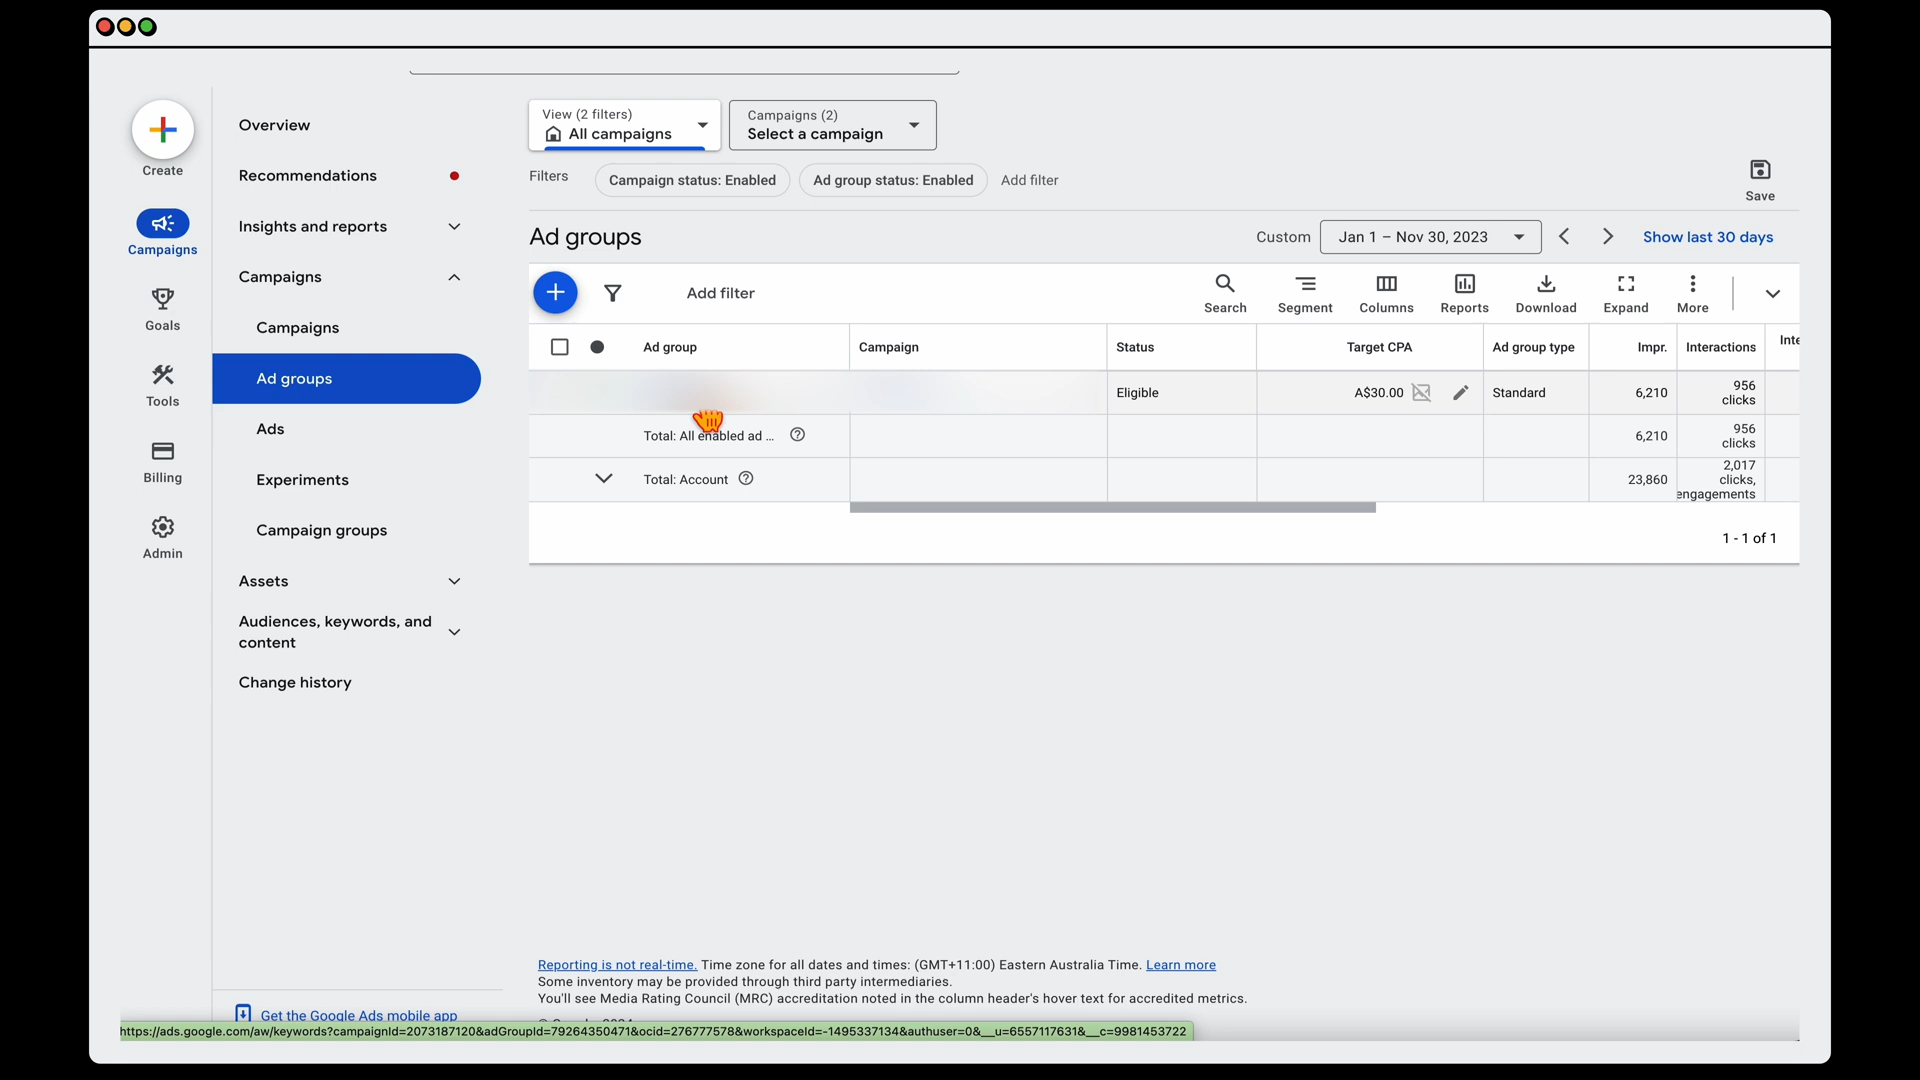 View (2 filters)
All campaigns
Campaigns (2)
Select a campaign
Create
Campaigns
Goals
Tools
Billing
Admin
Overview
Recommendations
Insights and reports
Campaigns
Campaigns
Ad groups
Ads
Experiments
Campaign groups
Assets
Audiences, keywords, and
content
Change history
Get the Google Ads mobile app
Filters
Campaign status: Enabled
Ad group status: Enabled
Add filter
Save
Ad groups
Custom
Jan 1 – Nov 30, 2023
Show last 30 days
Add filter
Search
Segment
Columns
Reports
Download
Expand
More
Ad group
Campaign
Status
Target CPA
Ad group type
Impr.
Interactions
Inte
Eligible
A$30.00
Standard
6,210
956
clicks
Total: All enabled ad ...
6,210
956
clicks
Total: Account
23,860
2,017
clicks,
engagements
1 - 1 of 1
Reporting is not real-time. Time zone for all dates and times: (GMT+11:00) Eastern Australia Time. Learn more
Some inventory may be provided through third party intermediaries.
You'll see Media Rating Council (MRC) accreditation noted in the column header's hover text for accredited metrics.
https://ads.google.com/aw/keywords?campaignId=2073187120&adGroupId=79264350471&ocid=276777578&workspaceId=-1495337134&authuser=0&__u=6557117631&__c=9981453722